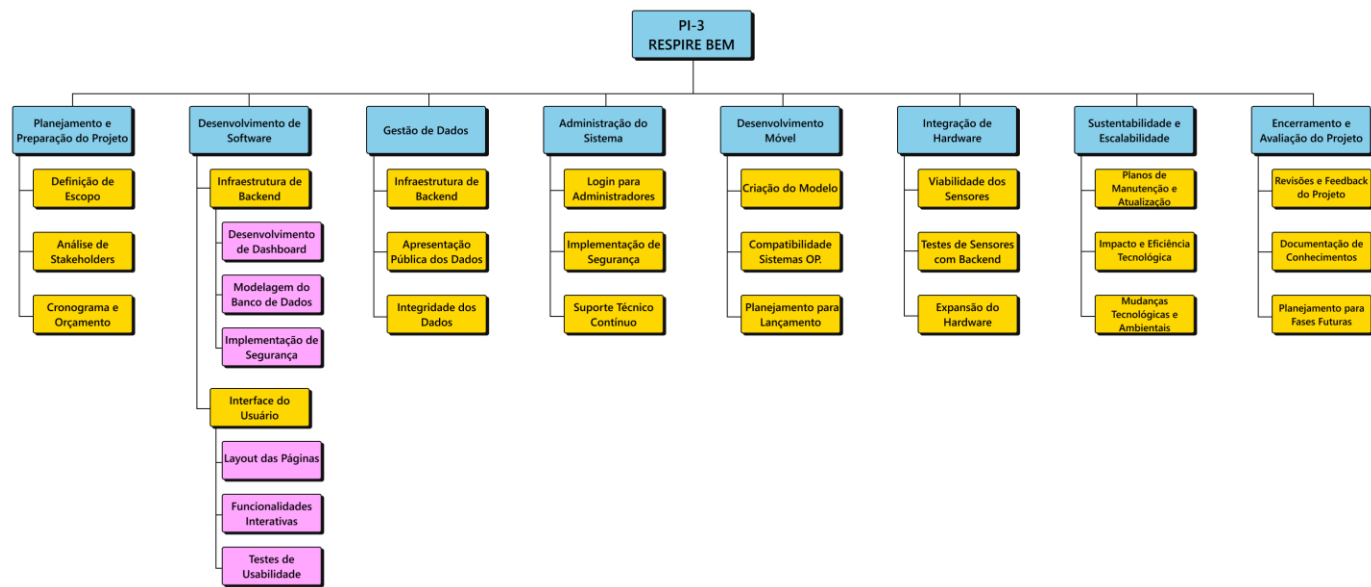 PI-3
RESPIRE BEM
Planejamento e
Preparação do Projeto
Definição de
Escopo
Análise de
Stakeholders
Cronograma e
Orçamento
Desenvolvimento de
Software
Infraestrutura de
Backend
Desenvolvimento
de Dashboard
Modelagem do
Banco de Dados
Implementação de
Segurança
Interface do
Usuário
Layout das Páginas
Funcionalidades
Interativas
Testes de
Usabilidade
Gestão de Dados
Infraestrutura de
Backend
Apresentação
Pública dos Dados
Integridade dos
Dados
Administração do
Sistema
Login para
Administradores
Implementação de
Segurança
Suporte Técnico
Contínuo
Desenvolvimento
Móvel
Criação do Modelo
Compatibilidade
Sistemas OP.
Planejamento para
Lançamento
Integração de
Hardware
Viabilidade dos
Sensores
Testes de Sensores
com Backend
Expansão do
Hardware
Sustentabilidade e
Escalabilidade
Planos de
Manutenção e
Atualização
Impacto e Eficiência
Tecnológica
Mudanças
Tecnológicas e
Ambientais
Encerramento e
Avaliação do Projeto
Revisões e Feedback
do Projeto
Documentação de
Conhecimentos
Planejamento para
Fases Futuras